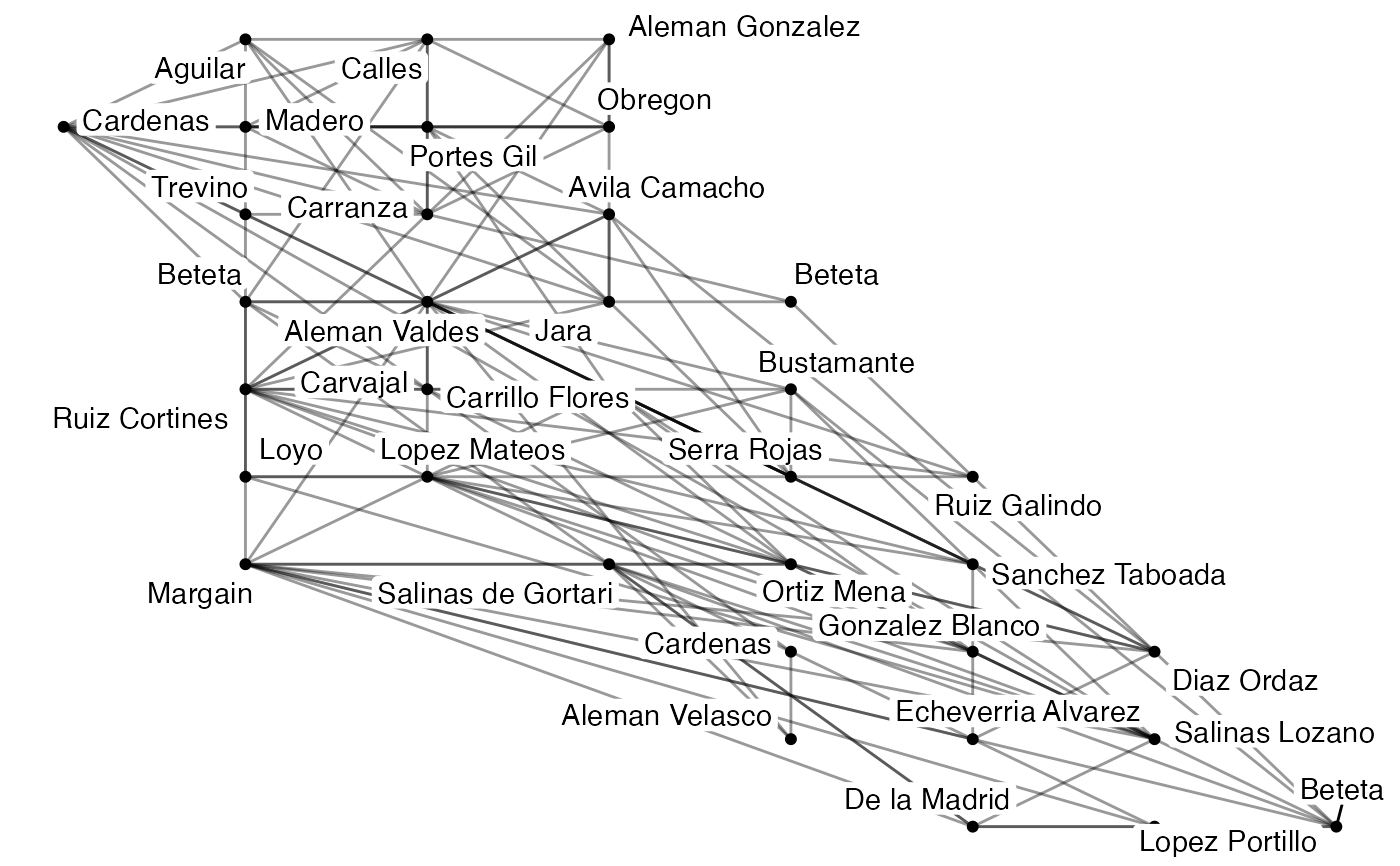 Aleman Gonzalez
Aguilar
Calles
Obregon
Cardenas
Madero
Portes Gil
Trevino
Carranza
Avila Camacho
Beteta
Beteta
Aleman Valdes
Jara
Bustamante
Carvajal
Carrillo Flores
Ruiz Cortines
Loyo
Lopez Mateos
Serra Rojas
Ruiz Galindo
Margain
Salinas de Gortari
Ortiz Mena
Sanchez Taboada
Gonzalez Blanco
Cardenas
Diaz Ordaz
Aleman Velasco
Echeverria Alvarez
Salinas Lozano
De la Madrid
Beteta
Lopez Portillo